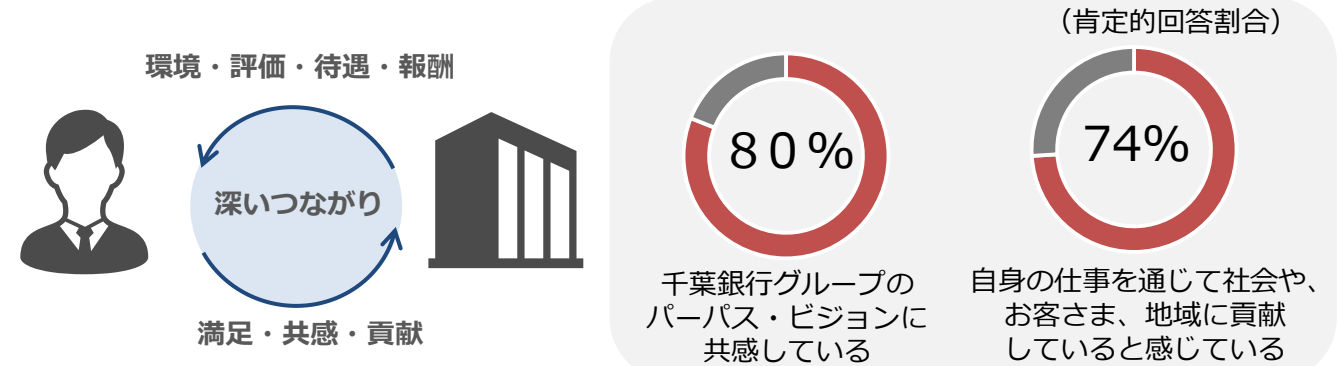 環境・評価・待遇・報酬
深いつながり
満足・共感・貢献
（肯定的回答割合）
８０%
千葉銀行グループの
パーパス・ビジョンに
共感している
74%
自身の仕事を通じて社会や、
お客さま、地域に貢献
していると感じている